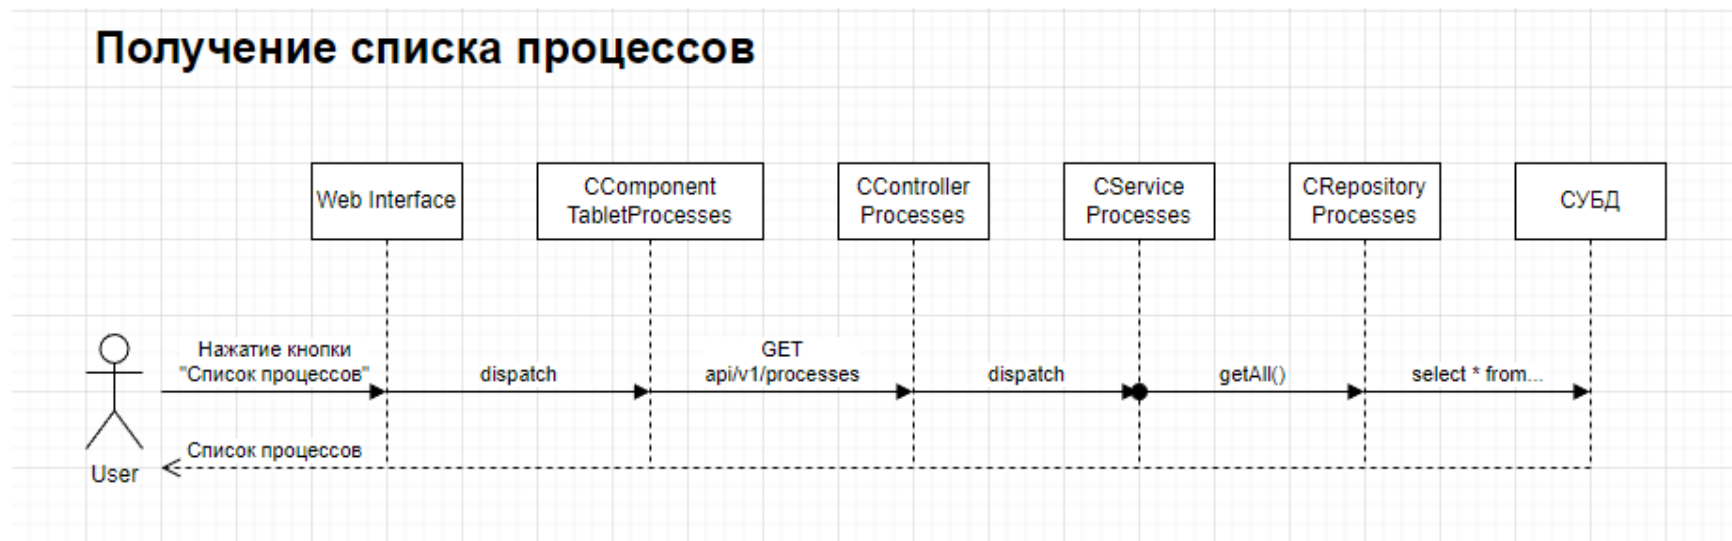 Получение списка процессов
Web Interface
CComponent
TabletProcesses
CController
Processes
CService
Processes
CRepository
Processes
СУБД
Нажатие кнопки
"Список процессов"
dispatch
GET
api/v1/processes
dispatch
getAll()
select * from...
Список процессов
User